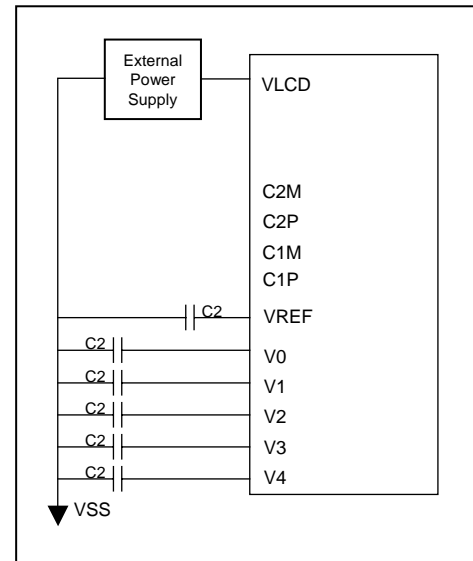 External
Power
Supply
VLCD
C2M
C2P
C1M
C1P
C2 VREF
C2 V0
C2 V1
C2 V2
C2 V3
C2 V4
VSS